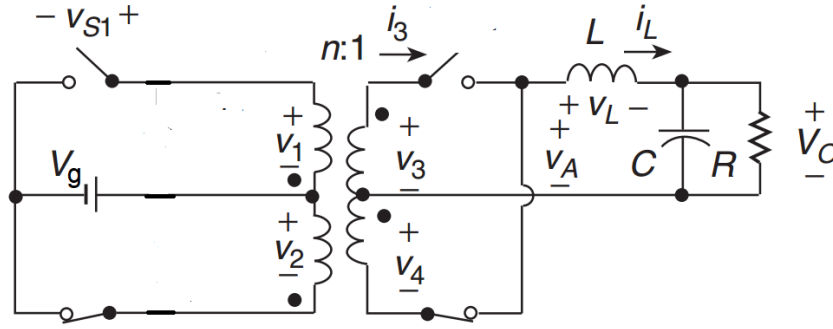 − v_S1 +
n:1
i_3
L
i_L
+ v_L −
+
v_1
−
+
v_3
−
+
v_A
−
C
R
+
V_C
−
V_g
+
v_2
−
+
v_4
−